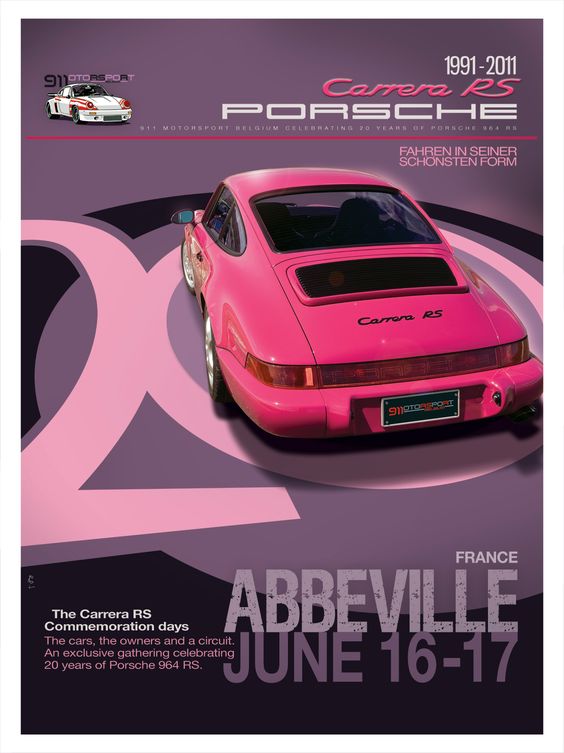 911MOTORSPORT
1991-2011
Carrera RS
PORSCHE
911 MOTORSPORT BELGIUM CELEBRATING 20 YEARS OF PORSCHE 964 RS
FAHREN IN SEINER
SCHONSTEN FORM
20
Carrera RS
PORSCHE
911MOTORSPORT
FRANCE
ABBEVILLE
JUNE 16-17
The Carrera RS
Commemoration days
The cars, the owners and a circuit.
An exclusive gathering celebrating
20 years of Porsche 964 RS.